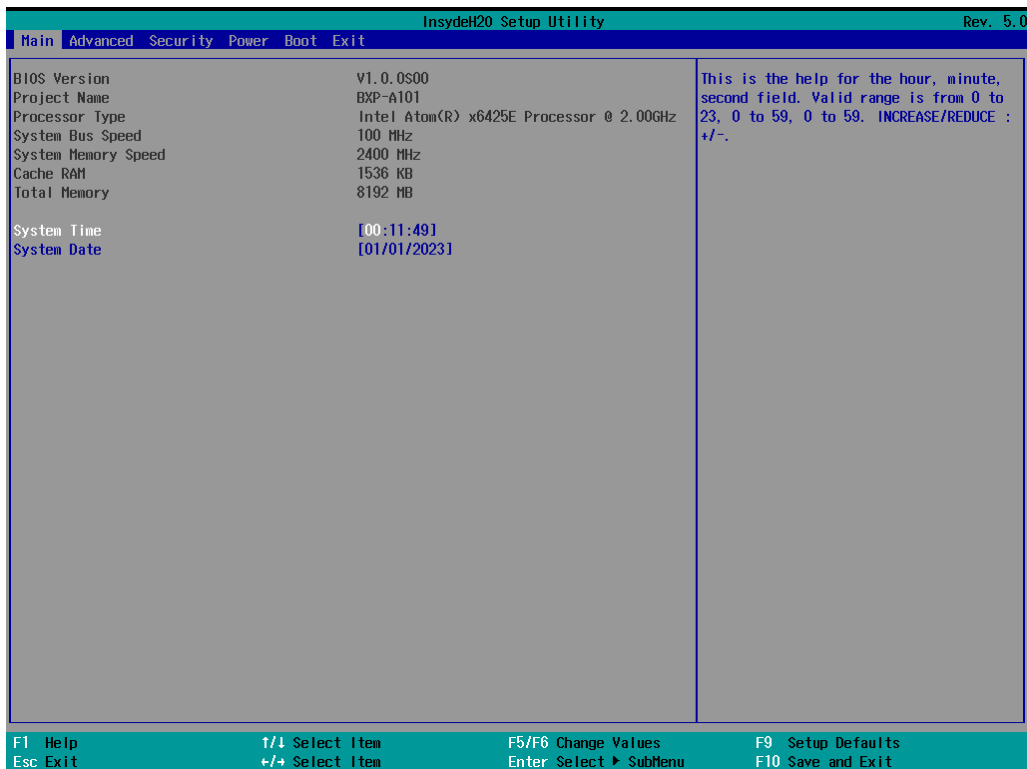 InsydeH20 Setup Utility Rev. 5.0
Main Advanced Security Power Boot Exit
BIOS Version V1.0.0S00
Project Name BXP-A101
Processor Type Intel Atom(R) x6425E Processor @ 2.00GHz
System Bus Speed 100 MHz
System Memory Speed 2400 MHz
Cache RAM 1536 KB
Total Memory 8192 MB
System Time [00:11:49]
System Date [01/01/2023]
This is the help for the hour, minute,
second field. Valid range is from 0 to
23, 0 to 59, 0 to 59. INCREASE/REDUCE :
+/-.
F1 Help ↑/↓ Select Item F5/F6 Change Values F9 Setup Defaults
Esc Exit ←/→ Select Item Enter Select ▶ SubMenu F10 Save and Exit